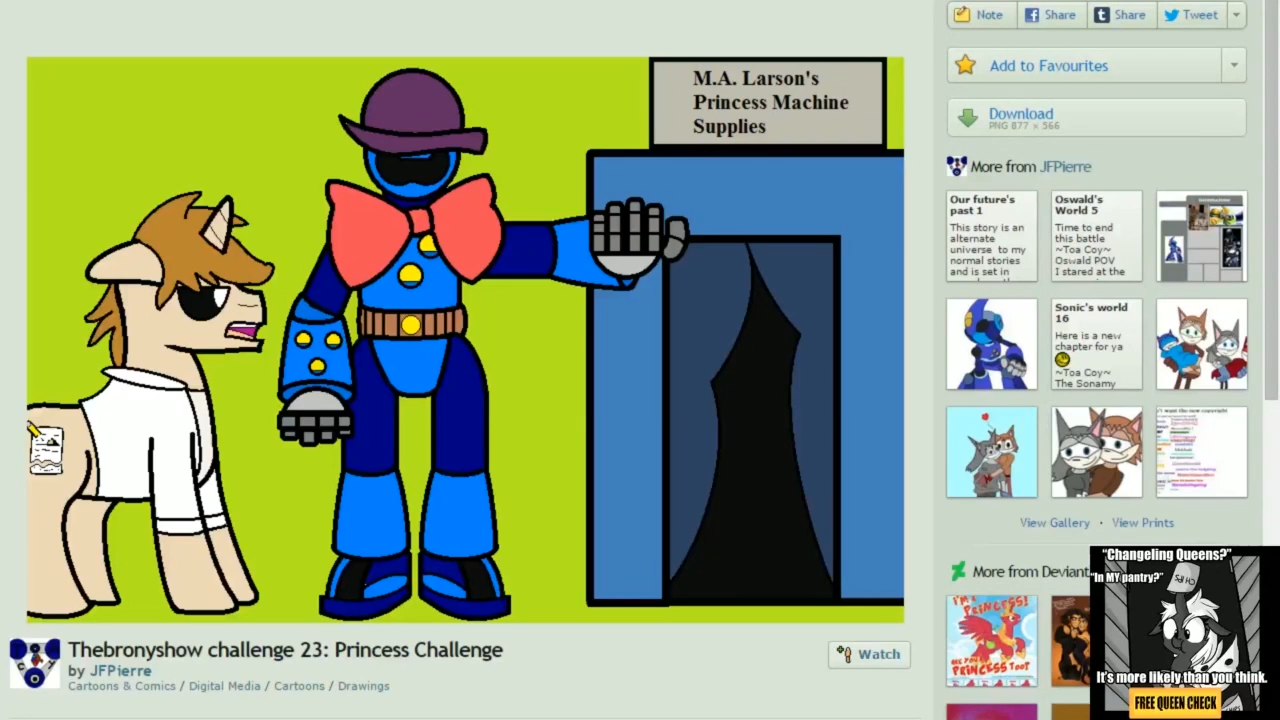 Note
Share
Share
Tweet
M.A. Larson's
Princess Machine
Supplies
Add to Favourites
Download
PNG 877 × 566
More from JFPierre
Our future's
past 1
This story is an
alternate
universe to my
normal stories
and is set in
Oswald's
World 5
Time to end
this battle
~Toa Coy~
Oswald POV
I stared at the
Sonic's world
16
Here is a new
chapter for ya
~Toa Coy~
The Sonamy
View Gallery · View Prints
More from Deviant
I'M A
PRINCESS!
TOO!
"Changeling Queens?"
"In MY pantry?"
It's more likely than you think.
FREE QUEEN CHECK
Thebronyshow challenge 23: Princess Challenge
by JFPierre
Cartoons & Comics / Digital Media / Cartoons / Drawings
Watch